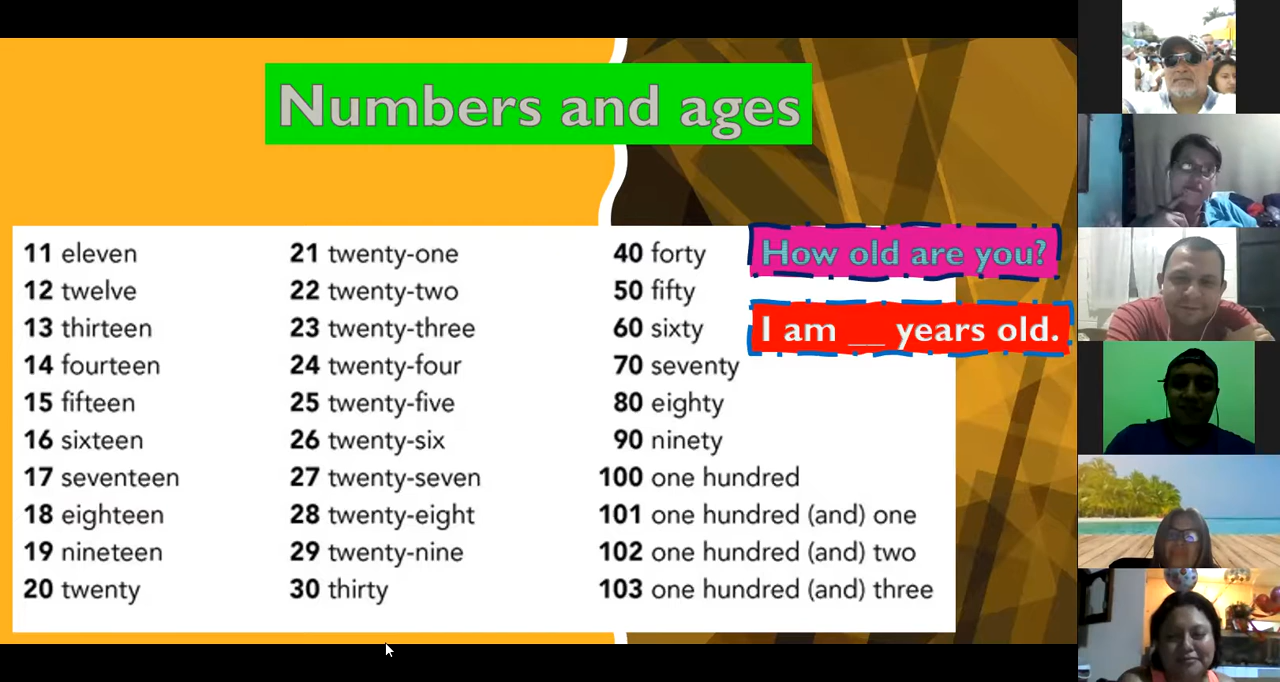 Numbers and ages
11 eleven
12 twelve
13 thirteen
14 fourteen
15 fifteen
16 sixteen
17 seventeen
18 eighteen
19 nineteen
20 twenty
21 twenty-one
22 twenty-two
23 twenty-three
24 twenty-four
25 twenty-five
26 twenty-six
27 twenty-seven
28 twenty-eight
29 twenty-nine
30 thirty
40 forty
50 fifty
60 sixty
70 seventy
80 eighty
90 ninety
100 one hundred
101 one hundred (and) one
102 one hundred (and) two
103 one hundred (and) three
How old are you?
I am __ years old.